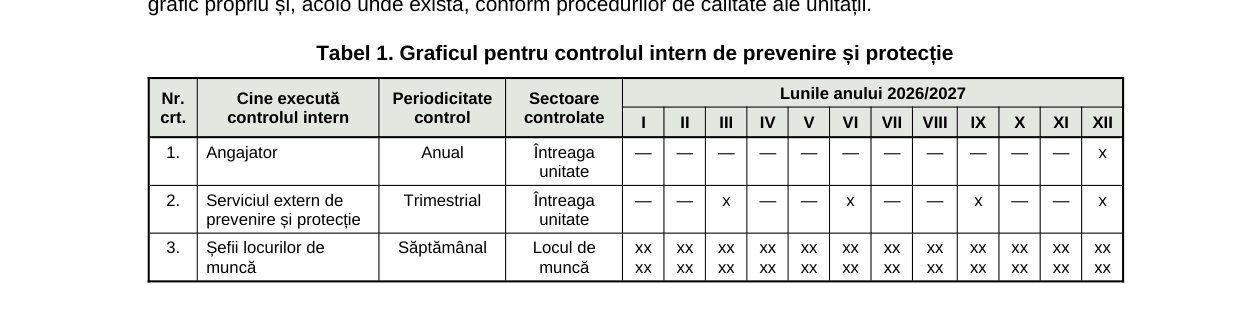 grafic propriu și, acolo unde există, conform procedurilor de calitate ale unității.
Tabel 1. Graficul pentru controlul intern de prevenire și protecție
Nr. crt. Cine execută controlul intern Periodicitate control Sectoare controlate Lunile anului 2026/2027
I II III IV V VI VII VIII IX X XI XII
1. Angajator Anual Întreaga — — — — — — — — — — — x
unitate
2. Serviciul extern de Trimestrial Întreaga — — x — — x — — x — — x
prevenire și protecție unitate
3. Șefii locurilor de Săptămânal Locul de xx xx xx xx xx xx xx xx xx xx xx xx
muncă muncă xx xx xx xx xx xx xx xx xx xx xx xx